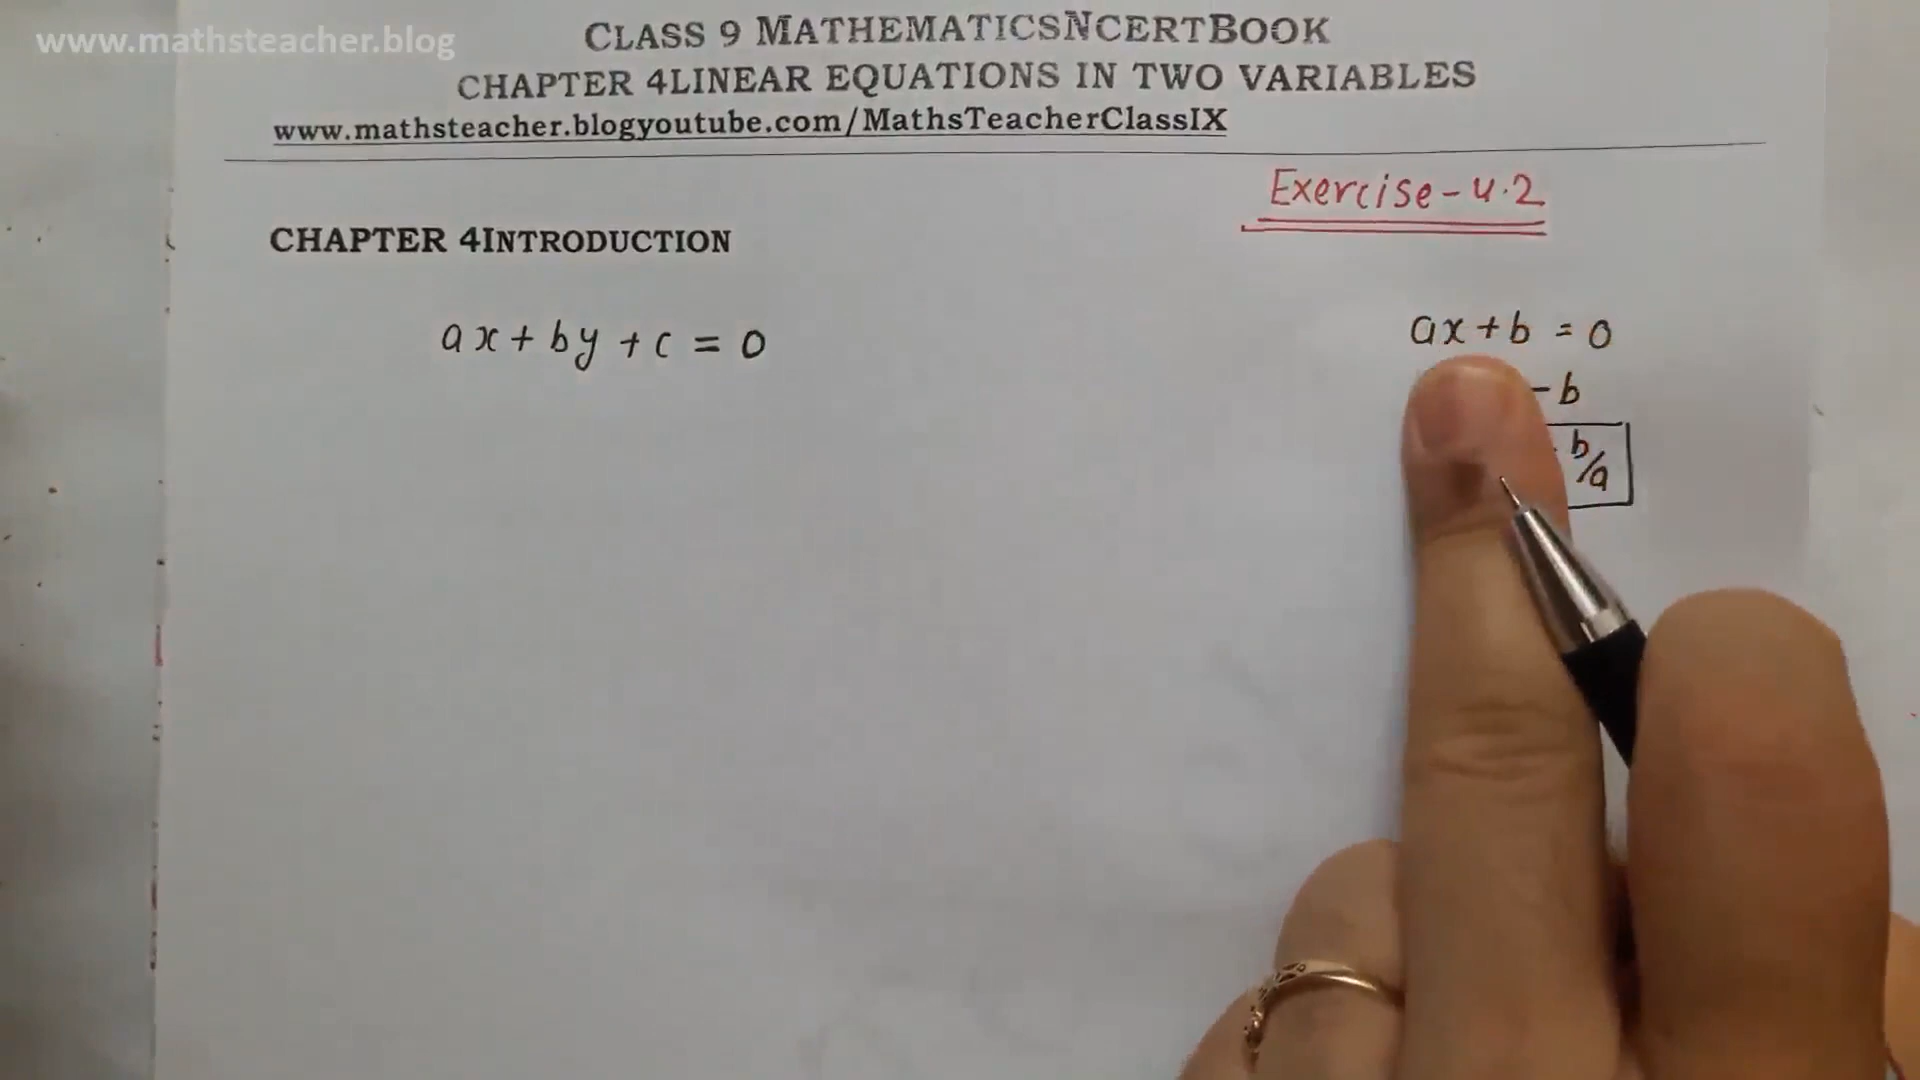 www.mathsteacher.blog
CLASS 9 MATHEMATICSNCERTBOOK
CHAPTER 4LINEAR EQUATIONS IN TWO VARIABLES
www.mathsteacher.blogyoutube.com/MathsTeacherClassIX
Exercise-4.2
CHAPTER 4INTRODUCTION
ax + by + c = 0
ax + b = 0
- b
b/a